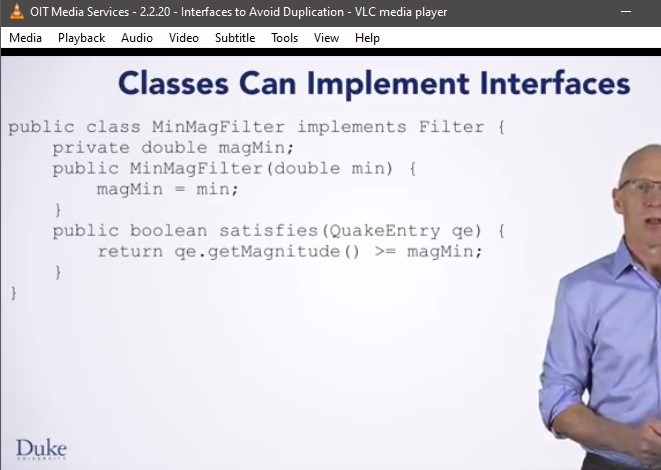 OIT Media Services - 2.2.20 - Interfaces to Avoid Duplication - VLC media player
Media Playback Audio Video Subtitle Tools View Help
Classes Can Implement Interfaces
public class MinMagFilter implements Filter {
    private double magMin;
    public MinMagFilter(double min) {
        magMin = min;
    }
    public boolean satisfies(QuakeEntry qe) {
        return qe.getMagnitude() >= magMin;
    }
}
Duke
UNIVERSITY